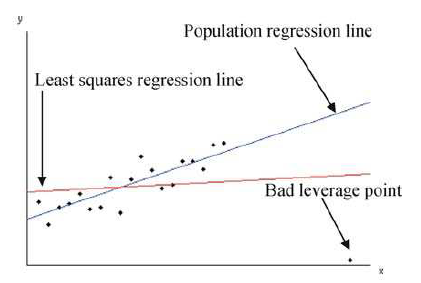 y
Population regression line
Least squares regression line
Bad leverage point
x